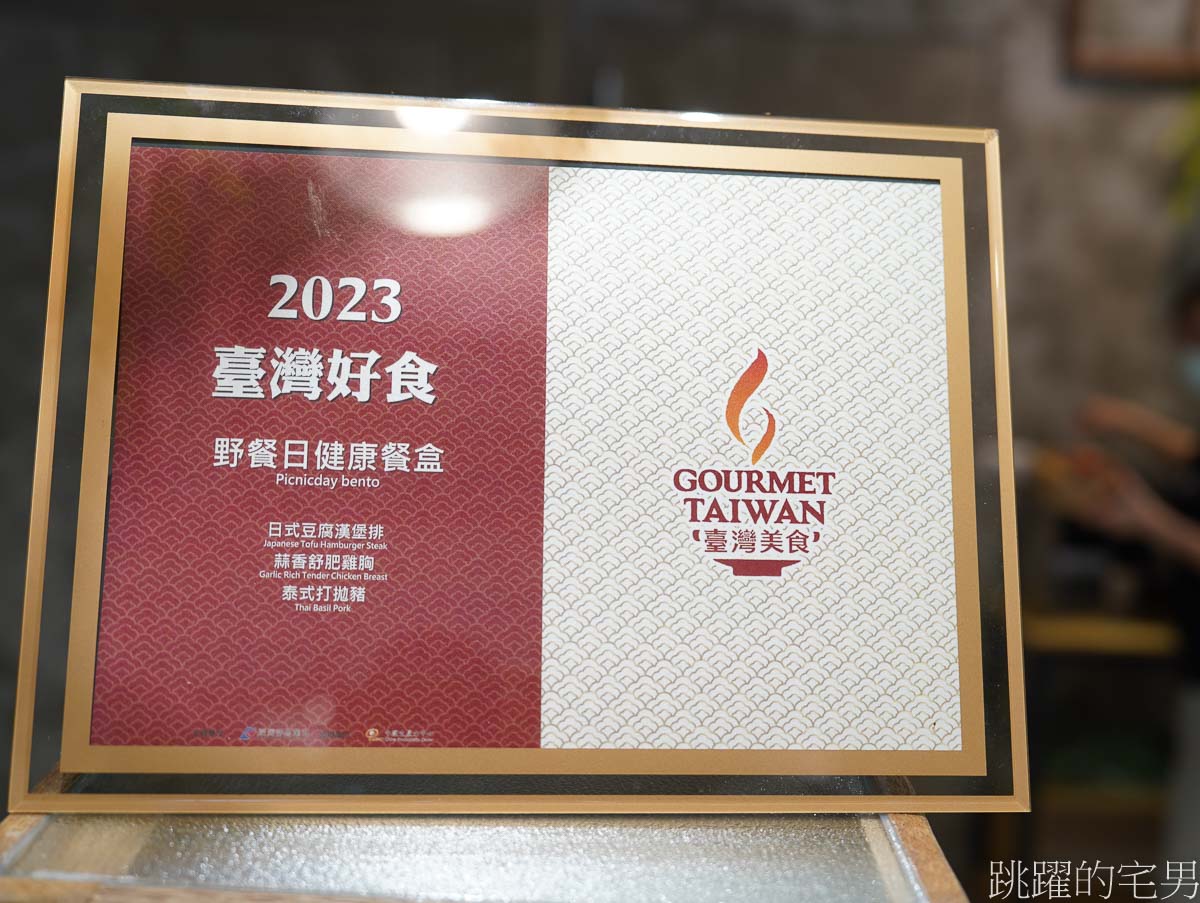 2023
臺灣好食
野餐日健康餐盒
Picnicday bento
日式豆腐漢堡排
Japanese Tofu Hamburger Steak
蒜香舒肥雞胸
Garlic Rich Tender Chicken Breast
泰式打拋豬
Thai Basil Pork
GOURMET
TAIWAN
臺灣美食
跳躍的宅男